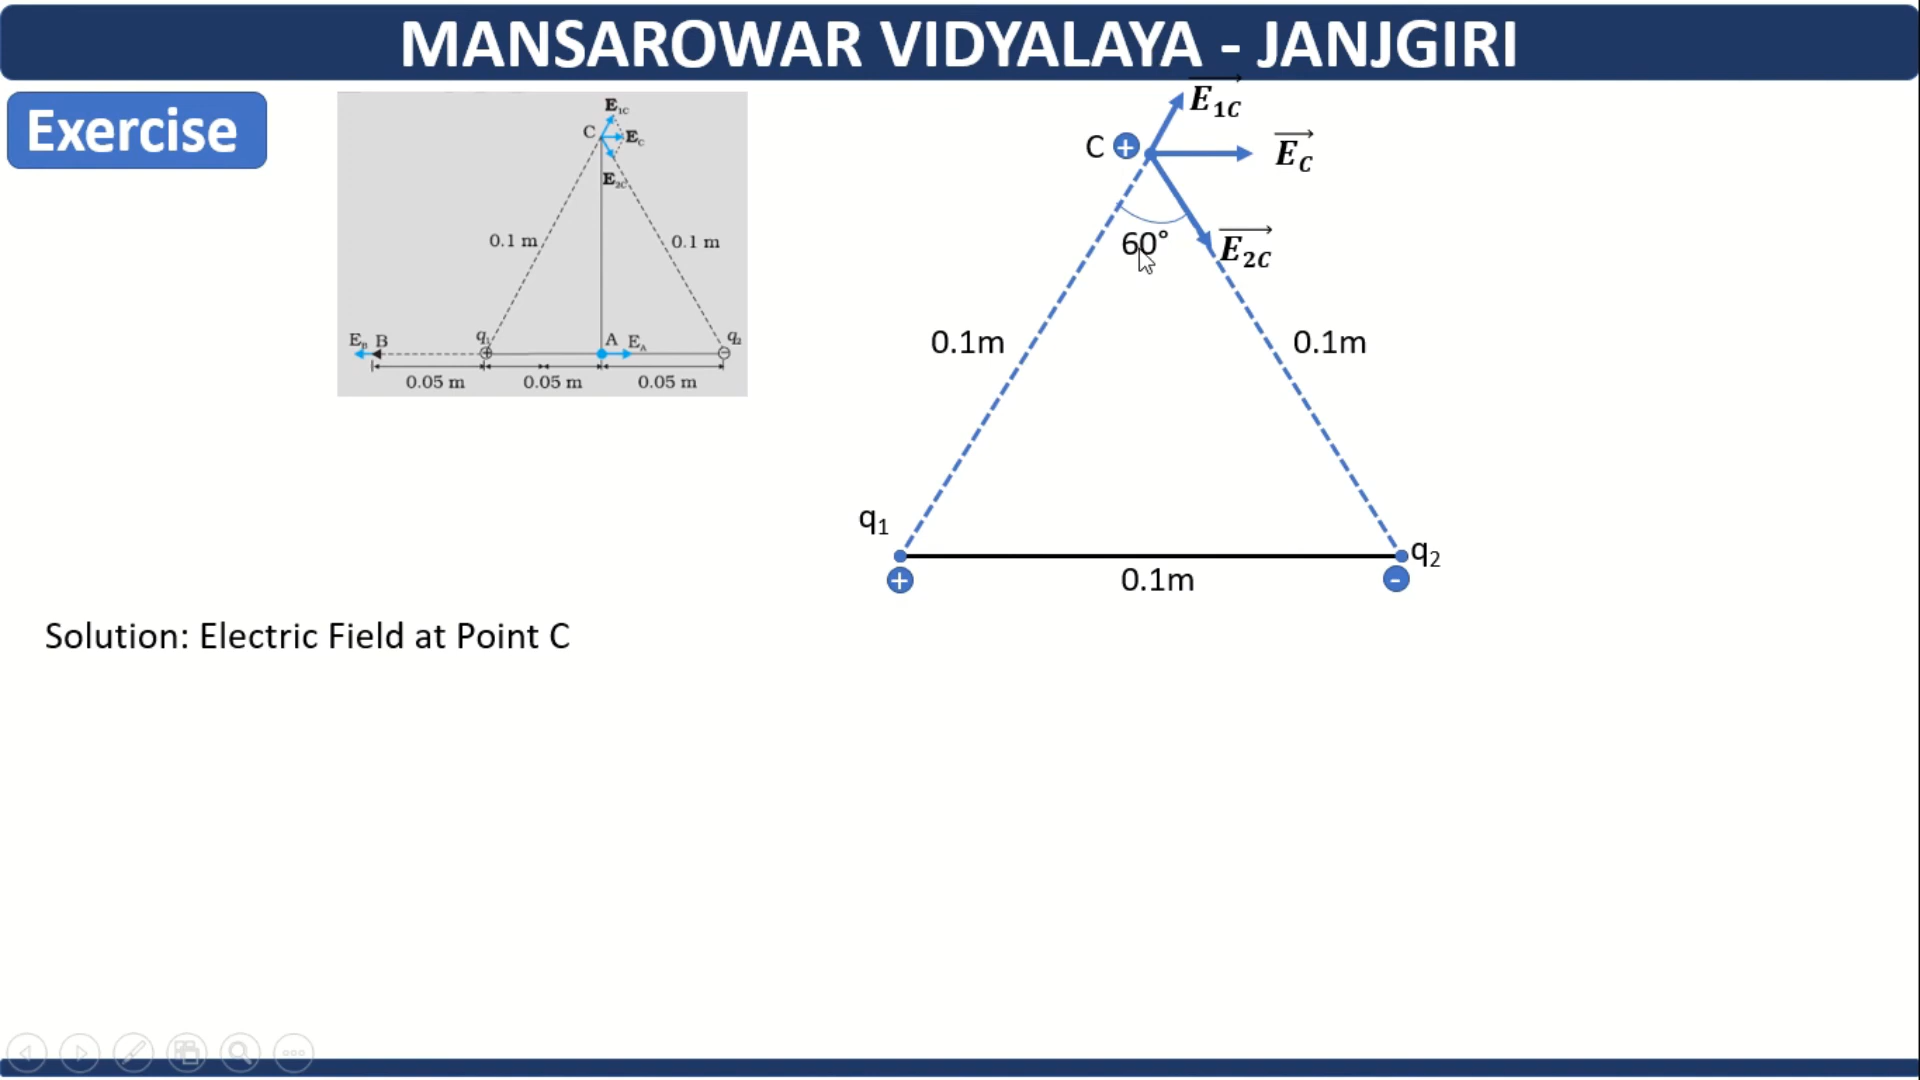 MANSAROWAR VIDYALAYA - JANJGIRI
Exercise
E1C
C
EC
E2C
0.1 m
0.1 m
EB B
q1
A EA
q2
0.05 m
0.05 m
0.05 m
E1C
C +
EC
60°
E2C
0.1m
0.1m
q1
q2
+
0.1m
-
Solution: Electric Field at Point C